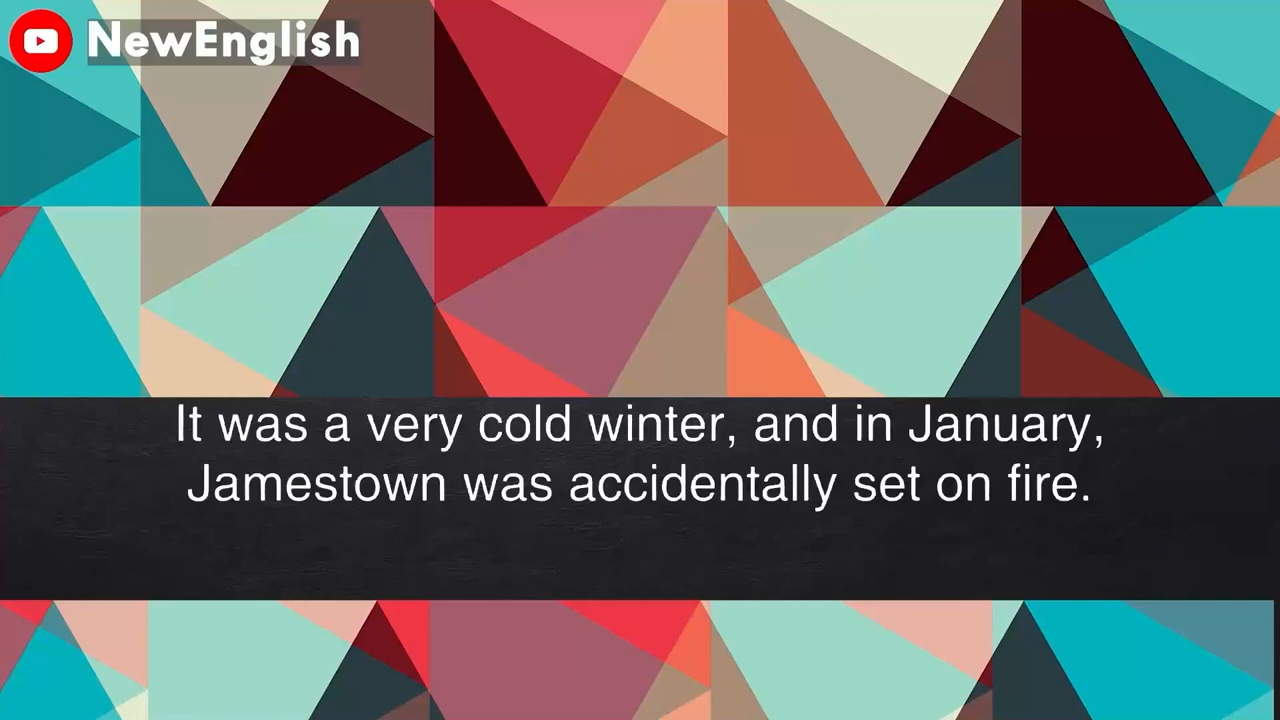 NewEnglish
It was a very cold winter, and in January,
Jamestown was accidentally set on fire.